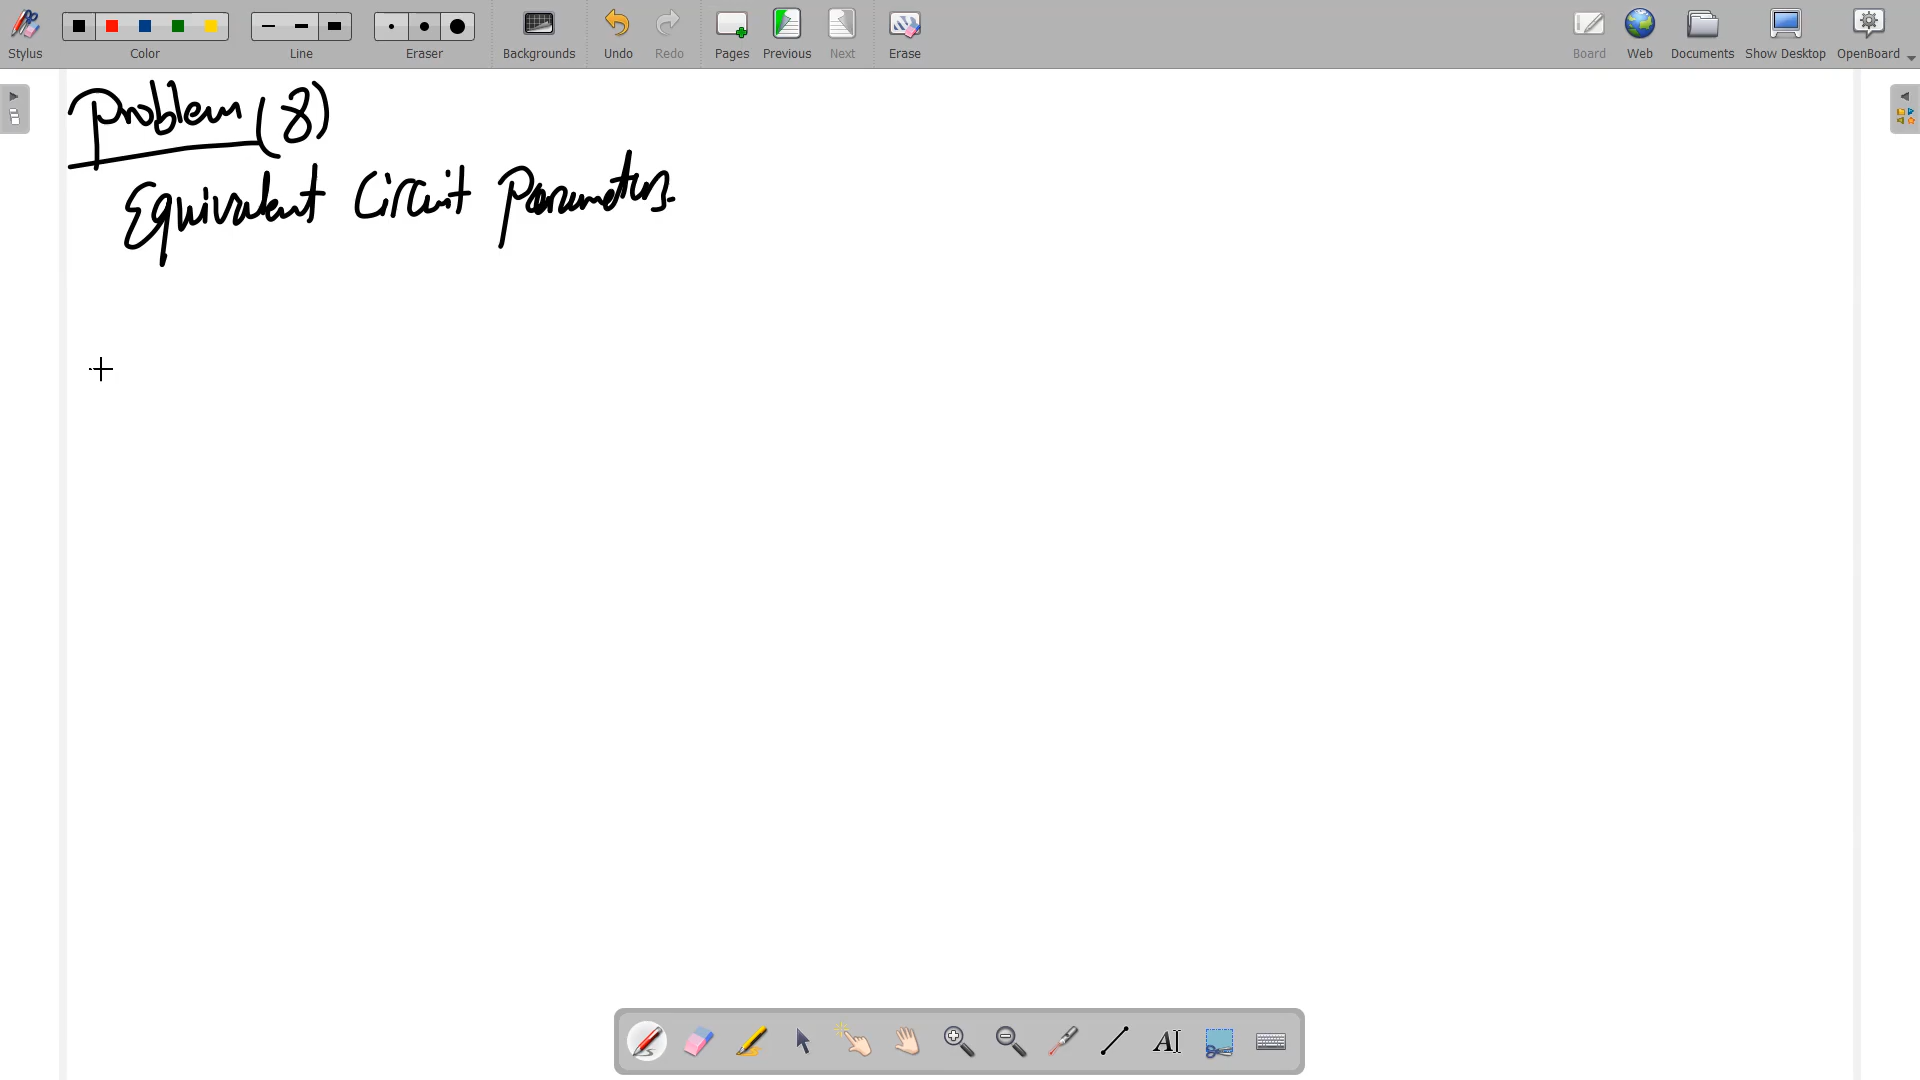 Stylus Color Line Eraser Backgrounds Undo Redo Pages Previous Next Erase Board Web Documents Show Desktop OpenBoard
Problem (8)
Equivalent Circuit Parameters.